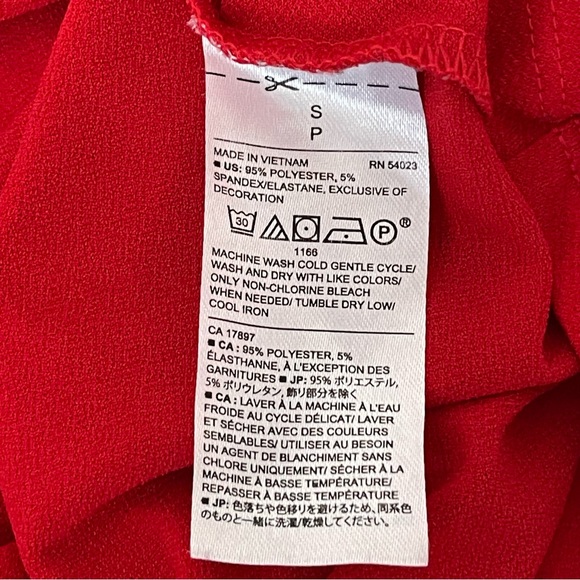 S
P
MADE IN VIETNAM RN 54023
■ US: 95% POLYESTER, 5%
SPANDEX/ELASTANE, EXCLUSIVE OF
DECORATION
30 P®
1166
MACHINE WASH COLD GENTLE CYCLE/
WASH AND DRY WITH LIKE COLORS/
ONLY NON-CHLORINE BLEACH
WHEN NEEDED/ TUMBLE DRY LOW/
COOL IRON
CA 17897
■ CA : 95% POLYESTER, 5%
ÉLASTHANNE, À L'EXCEPTION DES
GARNITURES ■ JP: 95% ポリエステル,
5% ポリウレタン, 飾り部分を除く
■ CA : LAVER À LA MACHINE À L'EAU
FROIDE AU CYCLE DÉLICAT/ LAVER
ET SÉCHER AVEC DES COULEURS
SEMBLABLES/ UTILISER AU BESOIN
UN AGENT DE BLANCHIMENT SANS
CHLORE UNIQUEMENT/ SÉCHER À LA
MACHINE À BASSE TEMPÉRATURE/
REPASSER À BASSE TEMPÉRATURE
■ JP: 色落ちや色移りを避けるため、同系色
のものと一緒に洗濯/乾燥してください。